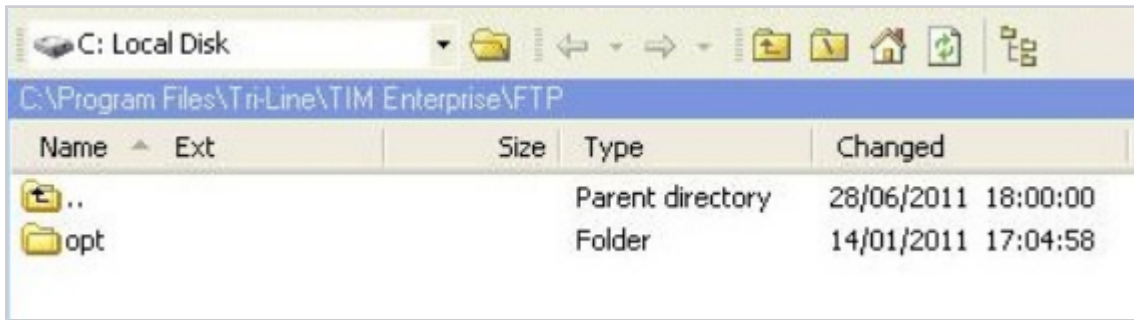 C: Local Disk
C:\Program Files\Tri-Line\TIM Enterprise\FTP
Name Ext Size Type Changed
.. Parent directory 28/06/2011 18:00:00
opt Folder 14/01/2011 17:04:58